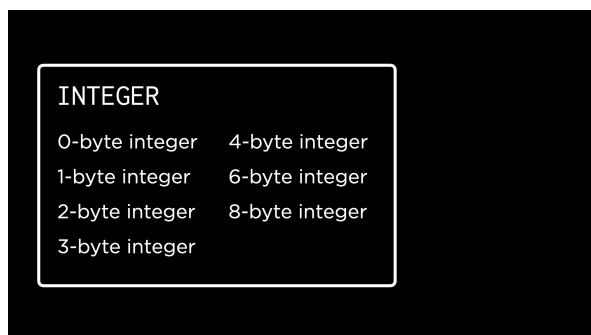 INTEGER
0-byte integer 4-byte integer
1-byte integer 6-byte integer
2-byte integer 8-byte integer
3-byte integer